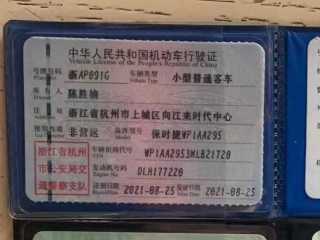 中华人民共和国机动车行驶证
Vehicle License of the People's Republic of China
号牌号码 浙AP091G 车辆类型 小型普通客车
所有人 陈胜楠
住址 浙江省杭州市上城区向江来时代中心
使用性质 非营运 品牌型号 保时捷WP1AA295
浙江省杭州市公安局交通警察支队
车辆识别代号 VIN WP1AA2953MLB21720
发动机号码 Engine No. DLH177220
注册日期 2021-08-25 发证日期 2021-08-25